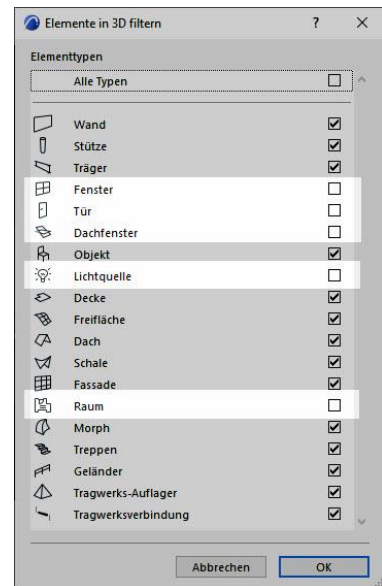 Elemente in 3D filtern ?
Elementtypen
Alle Typen
Wand
Stütze
Träger
Fenster
Tür
Dachfenster
Objekt
Lichtquelle
Decke
Freifläche
Dach
Schale
Fassade
Raum
Morph
Treppen
Geländer
Tragwerks-Auflager
Tragwerksverbindung
Abbrechen OK